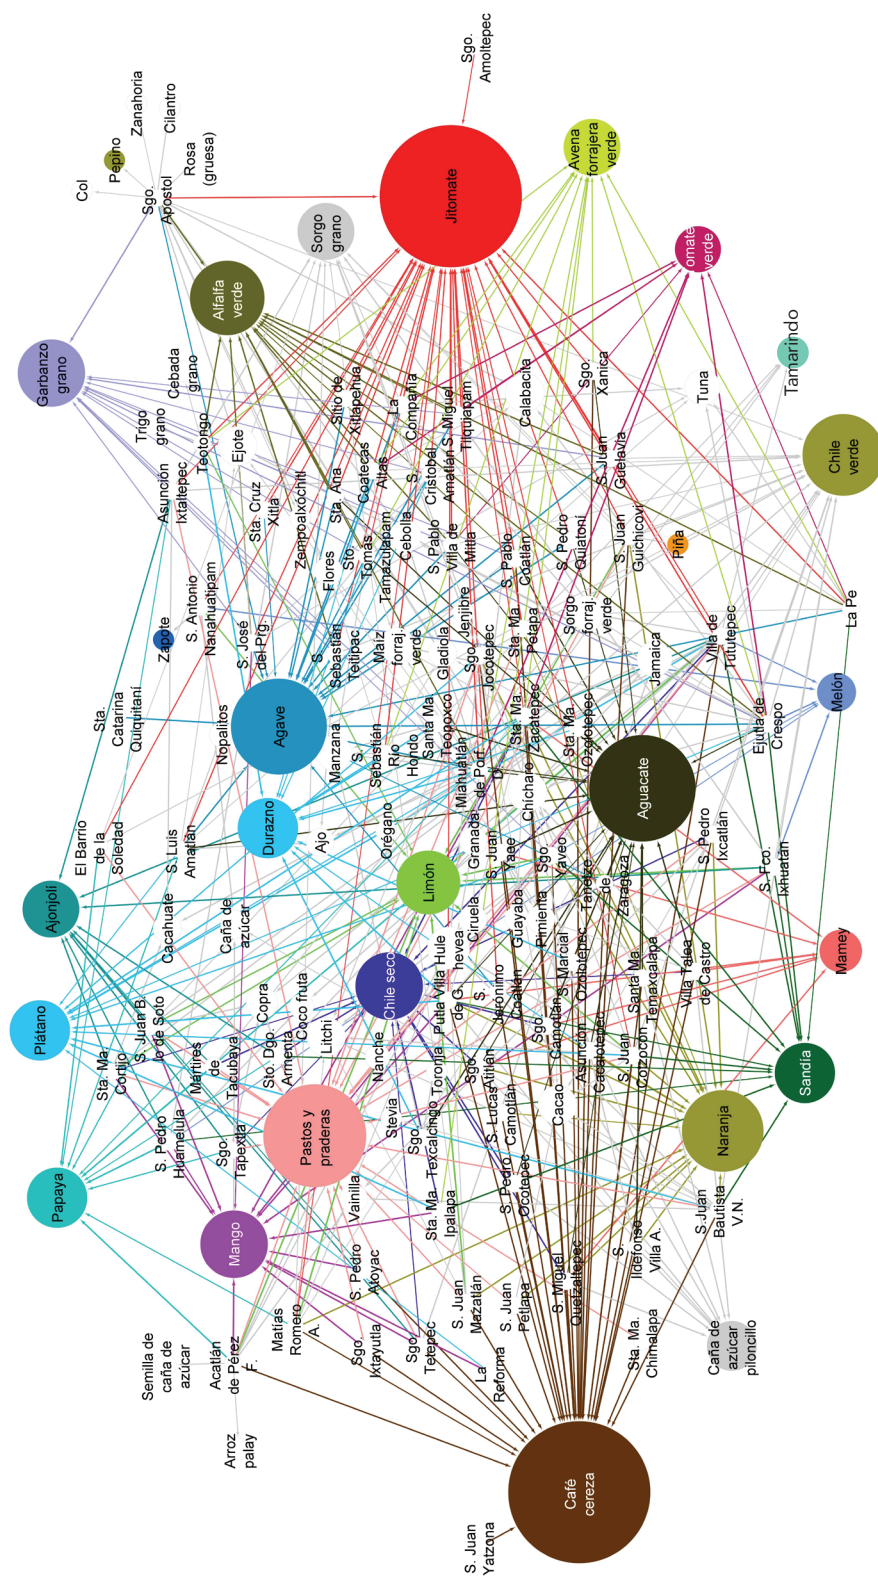 Sgo.
Amoltepec
Zanahoria
Cilantro
Pepino
Rosa
(gruesa)
Col
Sgo.
Apostol
Jitomate
Avena
forrajera
verde
Sorgo
grano
omate
verde
Alfalfa
verde
Garbanzo
grano
Tamarindo
Cebada
grano
Sitio de
Xitlapehua
La
Compañia
Calabacita
Sgo.
Xanica
Tuna
Trigo
grano
Teotongo
Ejote
Chile
verde
Asunción
Ixtaltepec
Sta. Cruz
Xitla
Zempoalxóchitl
Sta. Ana
Coatecas
Altas
S.
Cristobal
Amatlán
S. Miguel
Tilquiapam
S. Juan
Guelavía
Flores
Sto.
Tomás
Tamazulapam
Cebolla
S. Pablo
Villa de
Mitla
S. Pablo
Coatlán
S. Pedro
Quiatoni
S. Juan
Guichicovi
Piña
Zapote
S. Antonio
Nanahuatipam
S. José
del Prg.
S.
Sebastián
Teitipac
Maiz
forraj.
verde
Gladiola
Sgo.
Jenjibre
Jocotepec
Sta. Ma.
Petapa
Sorgo
forraj.
verde
Jamaica
Villa de
Tututepec
La Pe
Sta.
Catarina
Quiquitaní
Nopalitos
Agave
Manzana
S.
Sebastián
Rio
Hondo
Santa Ma.
Teopoxco
Miahuatlán
de Porf.
D.
Sta. Ma.
Zacatepec
Sta. Ma.
Ozolotepec
Ejutla de
Crespo
Melón
El Barrio
de la
Soledad
S. Luis
Amatlán
Durazno
Ajo
Orégano
Granada
Chicharo
Aguacate
S. Pedro
Ixcatlán
Ajonjolí
Cacahuate
Caña de
azúcar
Limón
Ciruela
S. Juan
Yaee
Sgo.
Yaveo
Tanetze
de
Zaragoza
S. Fco.
Ixhuatán
Guayaba
Pimienta
Plátano
S. Juan B.
lo de Soto
Copra
Coco fruta
Chile seco
Putla Villa
de G.
Hule
nevea
S.
Jerónimo
Coatlán
S. Marcial
Ozolotepec
Santa Ma.
Temaxcalapa
Villa Talea
de Castro
Mamey
Sta. Ma.
Cortijo
Mártires
de
Tacubaya
Sto. Dgo.
Armenta
Litchi
Nanche
Toronja
Sgo.
Atitlán
Sgo.
Camotlán
Asuncion
Cacalotepec
S. Juan
Cotzocon
Sandía
S. Pedro
Huamelula
Sgo.
Tapextla
Pastos y
praderas
Stevia
Sgo.
Texcalcingo
S. Lucas
Camotlán
Cacao
Naranja
Papaya
Mango
Vainilla
Sta. Ma.
Ipalapa
S. Pedro
Ocotepec
S.Juan
Bautista
V.N.
S. Pedro
Atoyac
S. Juan
Mazatlán
S. Miguel
Quetzaltepec
S.
Ildefonso
Villa A.
Semilla de
caña de
azúcar
Acatlán
de Pérez
F.
Matías
Romero
A.
Sgo.
Ixtayutla
Sgo.
Tetepec
La
Reforma
S. Juan
Petlapa
Sta. Ma.
Chimalapa
Caña de
azúcar
piloncillo
Arroz
palay
Café
cereza
S. Juan
Yatzona